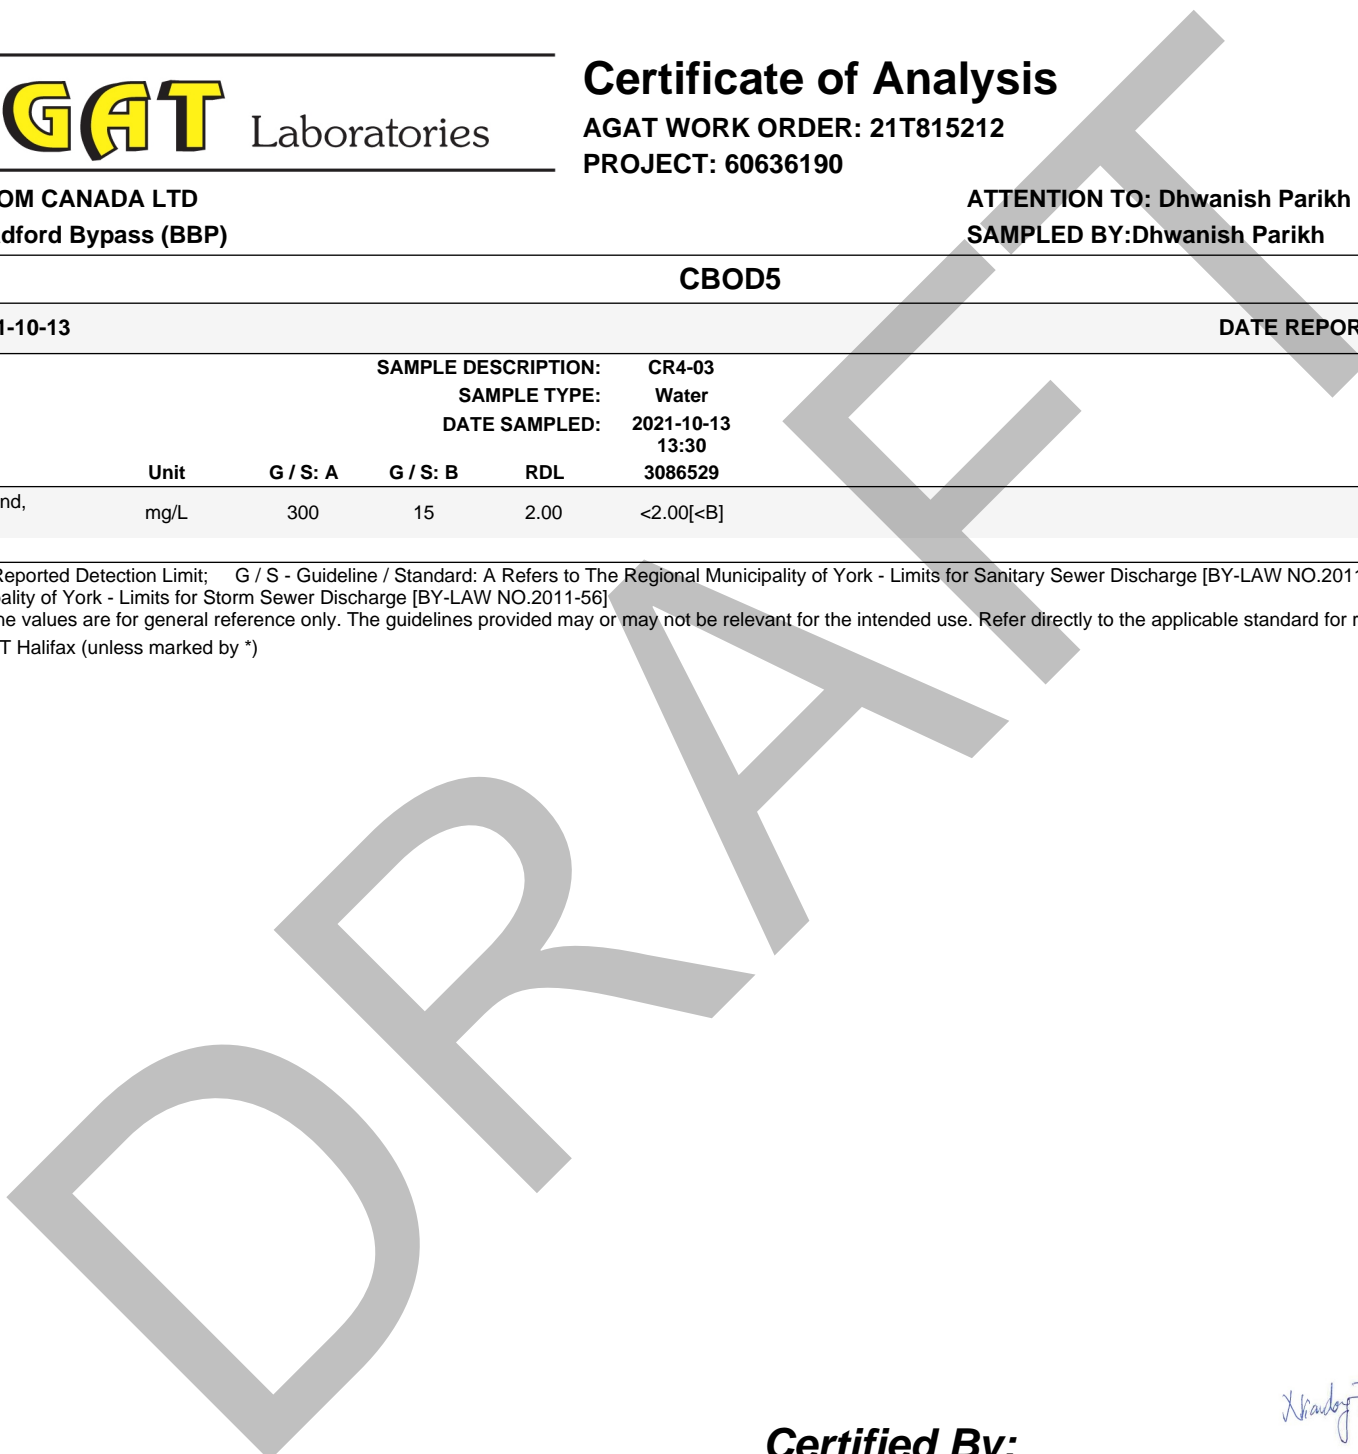 GAT Laboratories
Certificate of Analysis
AGAT WORK ORDER: 21T815212
PROJECT: 60636190
OM CANADA LTD
ATTENTION TO: Dhwanish Parikh
dford Bypass (BBP)
SAMPLED BY:Dhwanish Parikh
CBOD5
1-10-13
DATE REPOR
SAMPLE DESCRIPTION: CR4-03
SAMPLE TYPE: Water
DATE SAMPLED: 2021-10-13
13:30
Unit G / S: A G / S: B RDL 3086529
nd,
mg/L 300 15 2.00 <2.00[<B]
Reported Detection Limit; G / S - Guideline / Standard: A Refers to The Regional Municipality of York - Limits for Sanitary Sewer Discharge [BY-LAW NO.2011
ality of York - Limits for Storm Sewer Discharge [BY-LAW NO.2011-56]
ne values are for general reference only. The guidelines provided may or may not be relevant for the intended use. Refer directly to the applicable standard for r
T Halifax (unless marked by *)
DRAFT
Certified By: